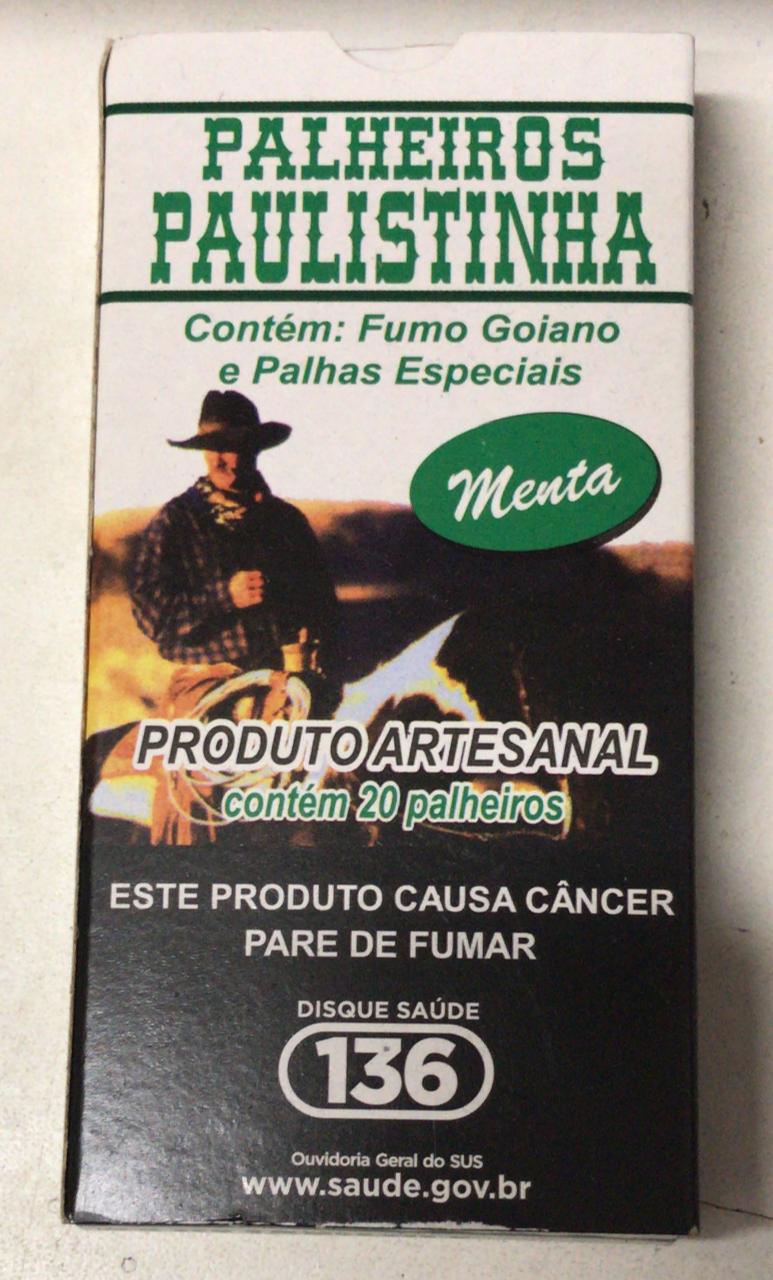 PALHEIROS
PAULISTINHA
Contém: Fumo Goiano
e Palhas Especiais
Menta
PRODUTO ARTESANAL
contém 20 palheiros
ESTE PRODUTO CAUSA CÂNCER
PARE DE FUMAR
DISQUE SAÚDE
136
Ouvidoria Geral do SUS
www.saude.gov.br